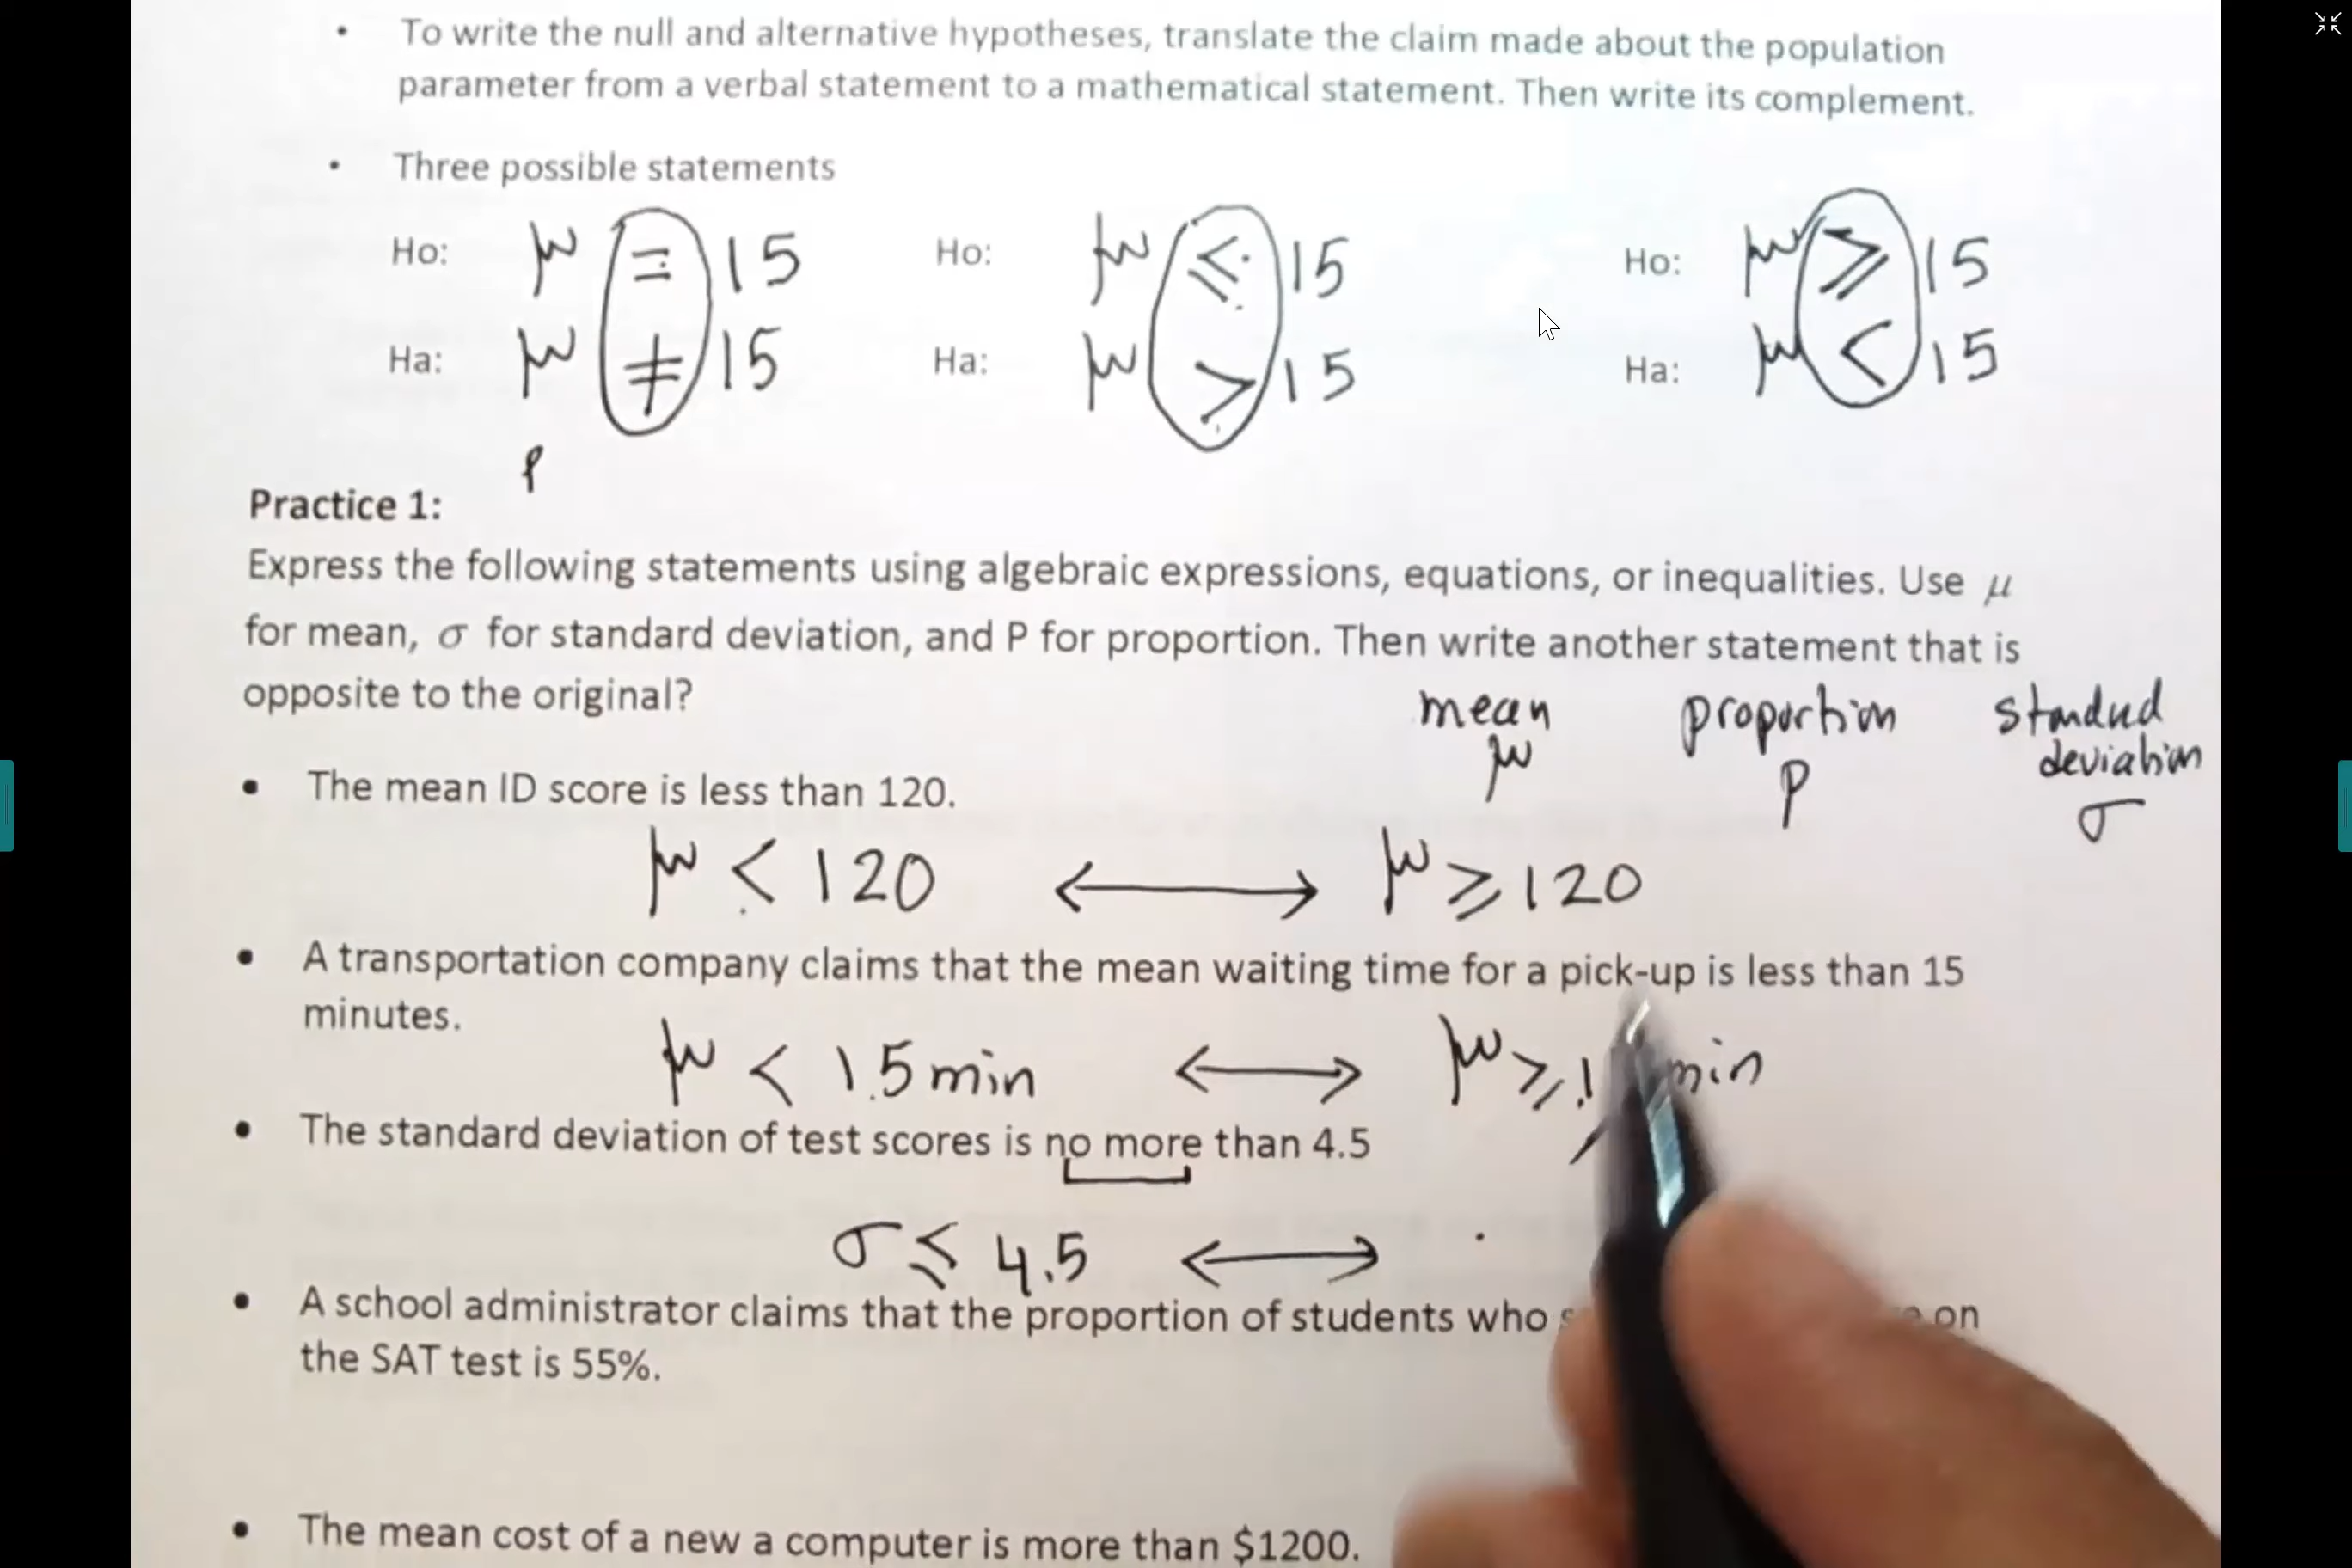 • To write the null and alternative hypotheses, translate the claim made about the population
parameter from a verbal statement to a mathematical statement. Then write its complement.
• Three possible statements
Ho: μ = 15 Ho: μ ≤ 15 Ho: μ ≥ 15
Ha: μ ≠ 15 Ha: μ > 15 Ha: μ < 15
P
Practice 1:
Express the following statements using algebraic expressions, equations, or inequalities. Use μ
for mean, σ for standard deviation, and P for proportion. Then write another statement that is
opposite to the original?
mean proportion standard
deviation
μ P σ
• The mean ID score is less than 120.
μ < 120 ⟷ μ ≥ 120
• A transportation company claims that the mean waiting time for a pick-up is less than 15
minutes.
μ < 15 min ⟷ μ ≥ min
• The standard deviation of test scores is no more than 4.5
σ ≤ 4.5 ⟷
• A school administrator claims that the proportion of students who on
the SAT test is 55%.
• The mean cost of a new a computer is more than $1200.